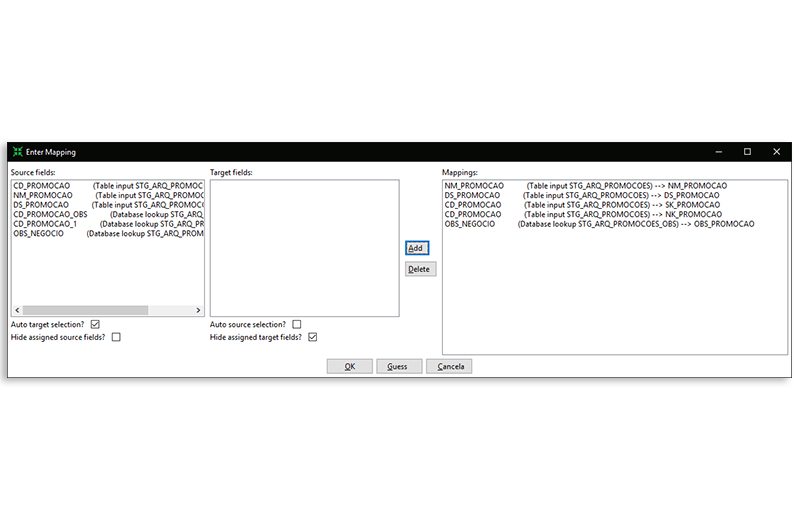 Enter Mapping
Source fields:
CD_PROMOCAO (Table input STG_ARQ_PROMOC
NM_PROMOCAO (Table input STG_ARQ_PROMO
DS_PROMOCAO (Table input STG_ARQ_PROMOC
CD_PROMOCAO_OBS (Database lookup STG_ARQ_
CD_PROMOCAO_1 (Database lookup STG_ARQ_PR
OBS_NEGOCIO (Database lookup STG_ARQ_PROM
Auto target selection?
Hide assigned source fields?
Target fields:
Auto source selection?
Hide assigned target fields?
Add
Delete
Mappings:
NM_PROMOCAO (Table input STG_ARQ_PROMOCOES) --> NM_PROMOCAO
DS_PROMOCAO (Table input STG_ARQ_PROMOCOES) --> DS_PROMOCAO
CD_PROMOCAO (Table input STG_ARQ_PROMOCOES) --> SK_PROMOCAO
CD_PROMOCAO (Table input STG_ARQ_PROMOCOES) --> NK_PROMOCAO
OBS_NEGOCIO (Database lookup STG_ARQ_PROMOCOES_OBS) --> OBS_PROMOCAO
OK
Guess
Cancela